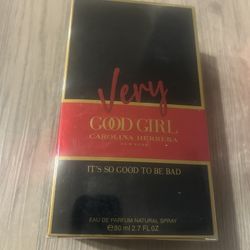 Very
GOOD GIRL
CAROLINA HERRERA
NEW YORK
IT'S SO GOOD TO BE BAD
EAU DE PARFUM NATURAL SPRAY
℮80 ml 2.7 FL.OZ